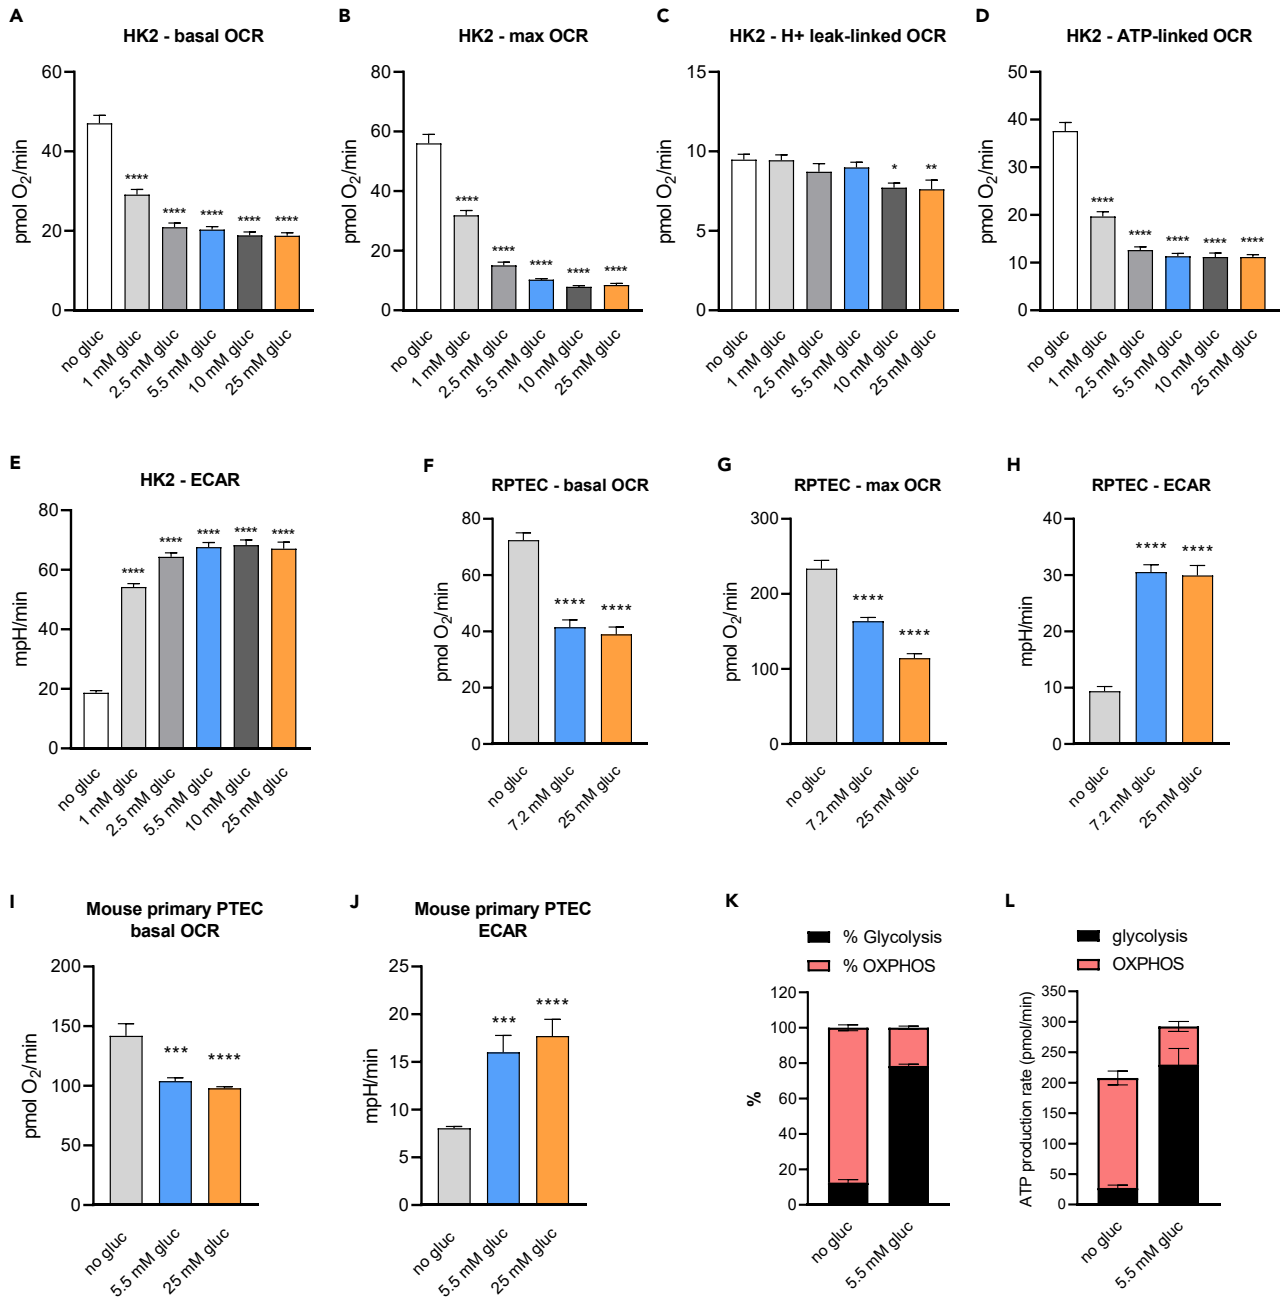 A
HK2 - basal OCR
pmol O2/min
60
40
20
0
****
****
****
****
****
no gluc
1 mM gluc
2.5 mM gluc
5.5 mM gluc
10 mM gluc
25 mM gluc
B
HK2 - max OCR
pmol O2/min
80
60
40
20
0
****
****
****
****
****
no gluc
1 mM gluc
2.5 mM gluc
5.5 mM gluc
10 mM gluc
25 mM gluc
C
HK2 - H+ leak-linked OCR
pmol O2/min
15
10
5
0
*
**
no gluc
1 mM gluc
2.5 mM gluc
5.5 mM gluc
10 mM gluc
25 mM gluc
D
HK2 - ATP-linked OCR
pmol O2/min
50
40
30
20
10
0
****
****
****
****
****
no gluc
1 mM gluc
2.5 mM gluc
5.5 mM gluc
10 mM gluc
25 mM gluc
E
HK2 - ECAR
mpH/min
80
60
40
20
0
****
****
****
****
****
no gluc
1 mM gluc
2.5 mM gluc
5.5 mM gluc
10 mM gluc
25 mM gluc
F
RPTEC - basal OCR
pmol O2/min
80
60
40
20
0
****
****
no gluc
7.2 mM gluc
25 mM gluc
G
RPTEC - max OCR
pmol O2/min
300
200
100
0
****
****
no gluc
7.2 mM gluc
25 mM gluc
H
RPTEC - ECAR
mpH/min
40
30
20
10
0
****
****
no gluc
7.2 mM gluc
25 mM gluc
I
Mouse primary PTEC
basal OCR
pmol O2/min
200
150
100
50
0
***
****
no gluc
5.5 mM gluc
25 mM gluc
J
Mouse primary PTEC
ECAR
mpH/min
25
20
15
10
5
0
***
****
no gluc
5.5 mM gluc
25 mM gluc
K
% Glycolysis
% OXPHOS
%
120
100
80
60
40
20
0
no gluc
5.5 mM gluc
L
glycolysis
OXPHOS
ATP production rate (pmol/min)
350
300
250
200
150
100
50
0
no gluc
5.5 mM gluc